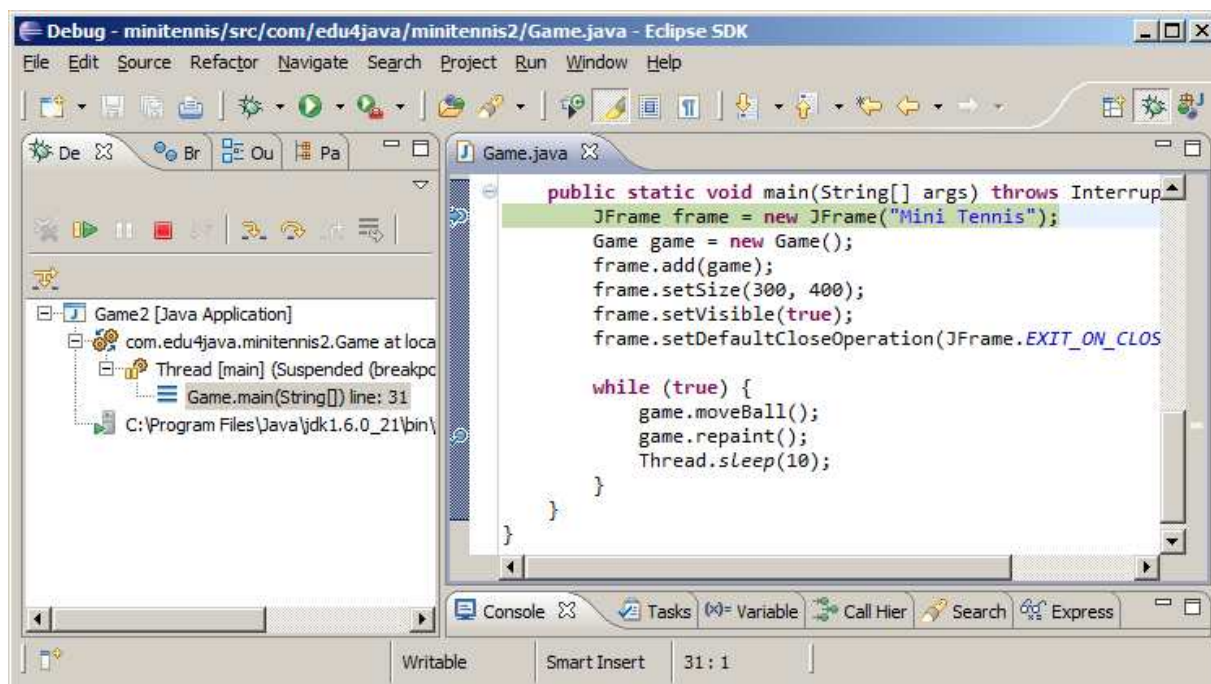 Debug - minitennis/src/com/edu4java/minitennis2/Game.java - Eclipse SDK
File Edit Source Refactor Navigate Search Project Run Window Help
De Br Ou Pa
Game2 [Java Application]
com.edu4java.minitennis2.Game at loca
Thread [main] (Suspended (breakpo
Game.main(String[]) line: 31
C:\Program Files\Java\jdk1.6.0_21\bin\
Game.java
public static void main(String[] args) throws Interrup
JFrame frame = new JFrame("Mini Tennis");
Game game = new Game();
frame.add(game);
frame.setSize(300, 400);
frame.setVisible(true);
frame.setDefaultCloseOperation(JFrame.EXIT_ON_CLOS
while (true) {
game.moveBall();
game.repaint();
Thread.sleep(10);
}
}
}
Console Tasks (x)= Variable Call Hier Search Express
Writable Smart Insert 31 : 1